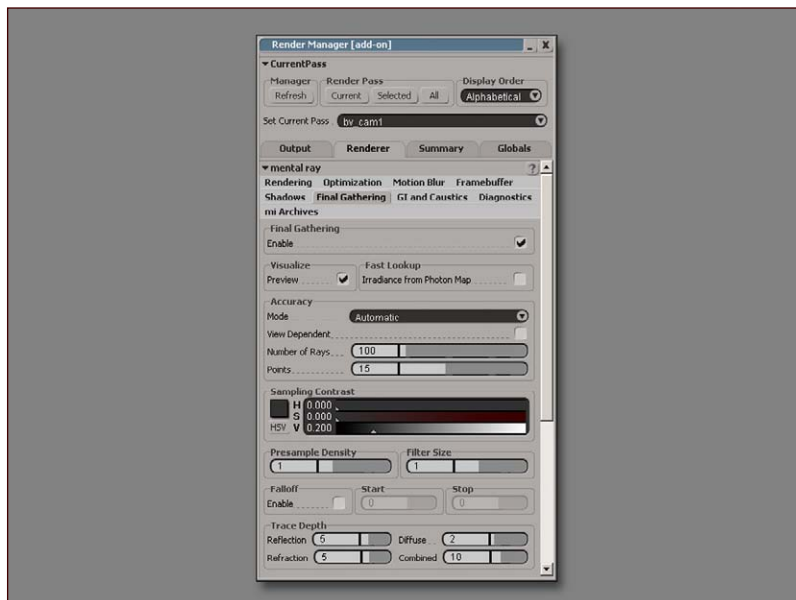 Render Manager [add-on]
CurrentPass
Manager Render Pass Display Order
Refresh Current Selected All Alphabetical
Set Current Pass bv_cam1
Output Renderer Summary Globals
mental ray ?
Rendering Optimization Motion Blur Framebuffer
Shadows Final Gathering GI and Caustics Diagnostics
mi Archives
Final Gathering
Enable
Visualize Fast Lookup
Preview Irradiance from Photon Map
Accuracy
Mode Automatic
View Dependent
Number of Rays 100
Points 15
Sampling Contrast
H 0.000
S 0.000
HSV V 0.200
Presample Density Filter Size
1 1
Falloff Start Stop
Enable 0 0
Trace Depth
Reflection 5 Diffuse 2
Refraction 5 Combined 10